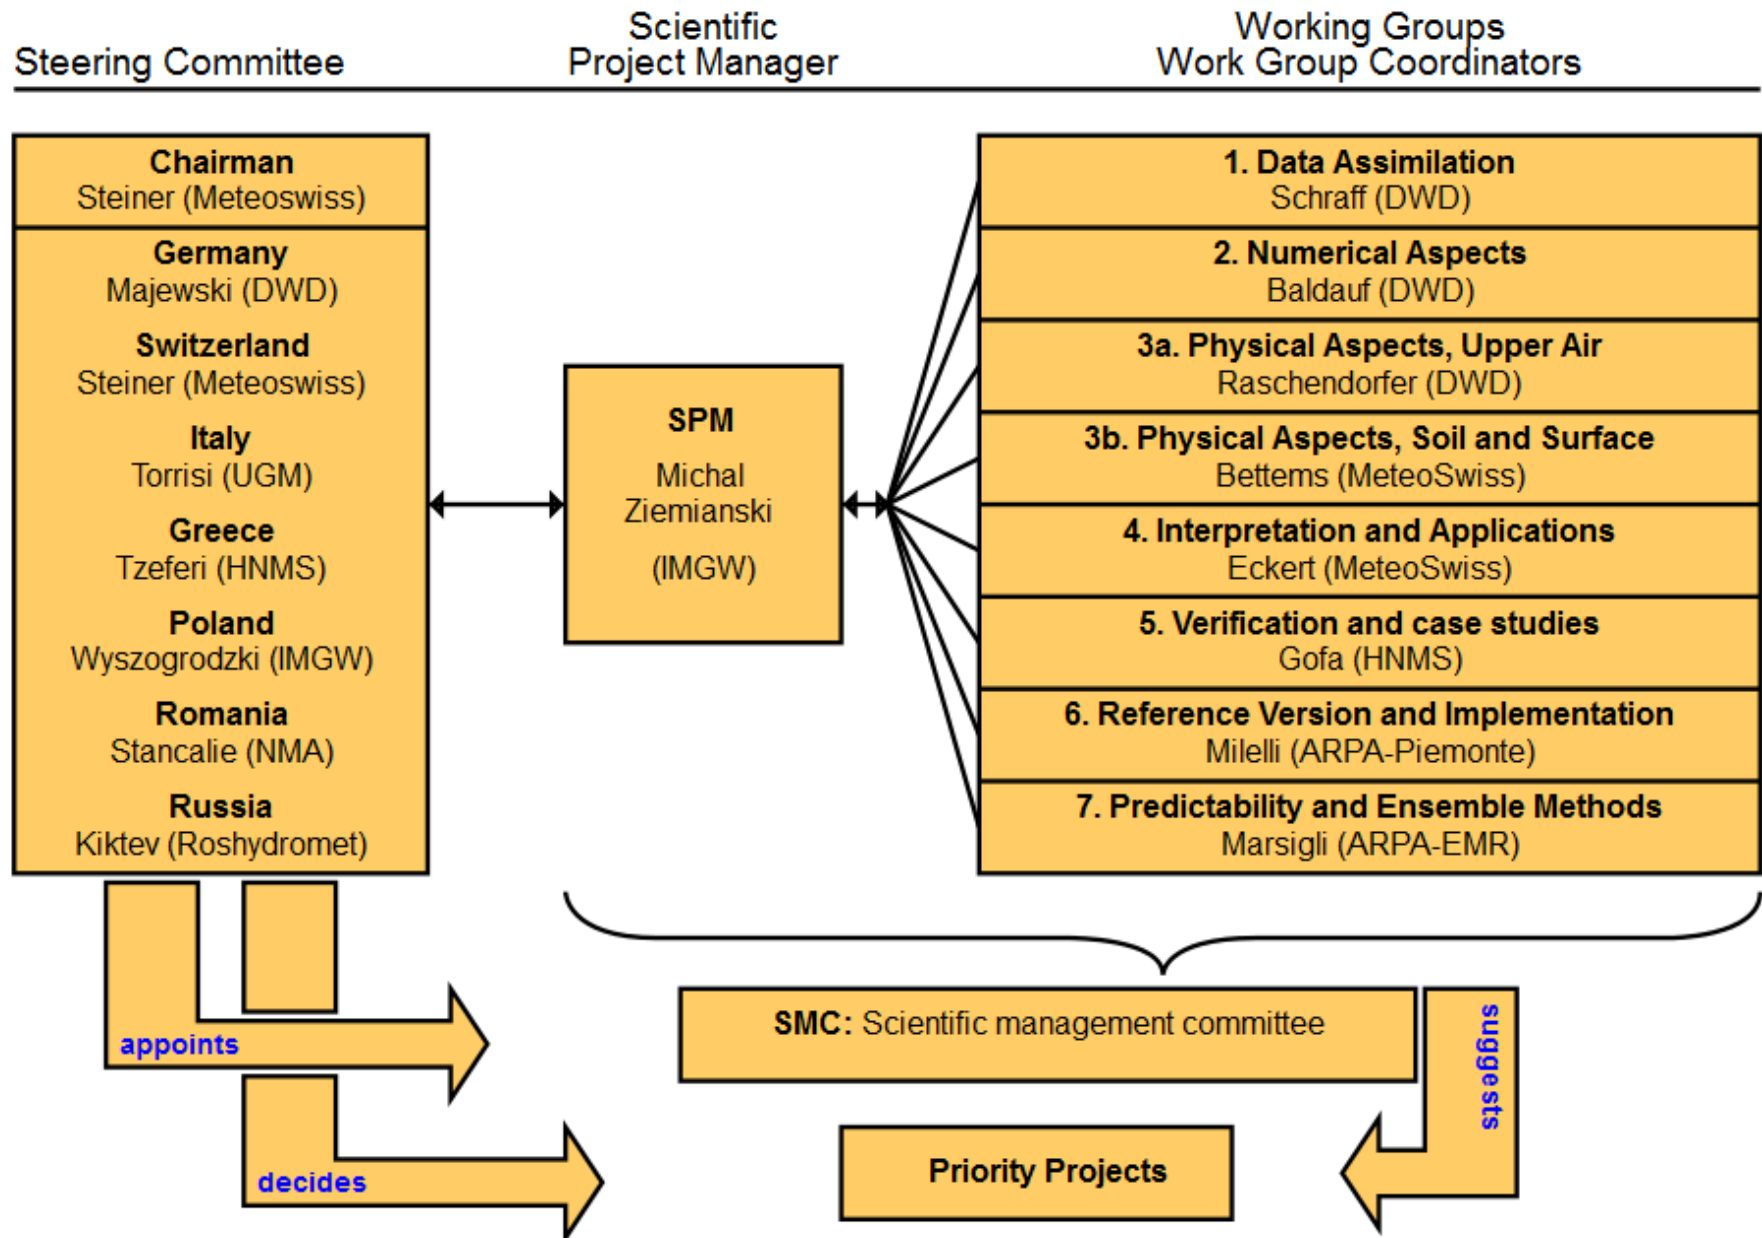 Steering Committee
Scientific
Project Manager
Working Groups
Work Group Coordinators
Chairman
Steiner (Meteoswiss)
Germany
Majewski (DWD)
Switzerland
Steiner (Meteoswiss)
Italy
Torrisi (UGM)
Greece
Tzeferi (HNMS)
Poland
Wyszogrodzki (IMGW)
Romania
Stancalie (NMA)
Russia
Kiktev (Roshydromet)
SPM
Michal
Ziemianski
(IMGW)
1. Data Assimilation
Schraff (DWD)
2. Numerical Aspects
Baldauf (DWD)
3a. Physical Aspects, Upper Air
Raschendorfer (DWD)
3b. Physical Aspects, Soil and Surface
Bettems (MeteoSwiss)
4. Interpretation and Applications
Eckert (MeteoSwiss)
5. Verification and case studies
Gofa (HNMS)
6. Reference Version and Implementation
Milelli (ARPA-Piemonte)
7. Predictability and Ensemble Methods
Marsigli (ARPA-EMR)
appoints
decides
SMC: Scientific management committee
suggests
Priority Projects